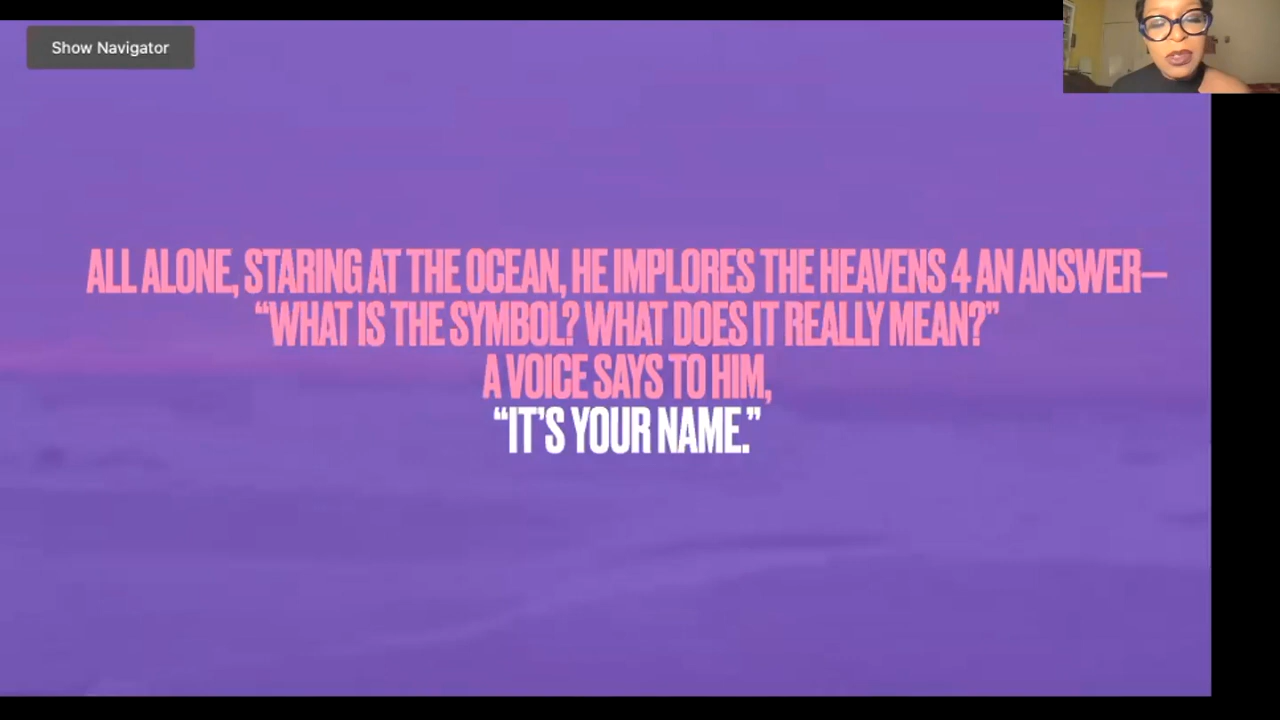 Show Navigator
ALL ALONE, STARING AT THE OCEAN, HE IMPLORES THE HEAVENS 4 AN ANSWER—
“WHAT IS THE SYMBOL? WHAT DOES IT REALLY MEAN?”
A VOICE SAYS TO HIM,
“IT’S YOUR NAME.”